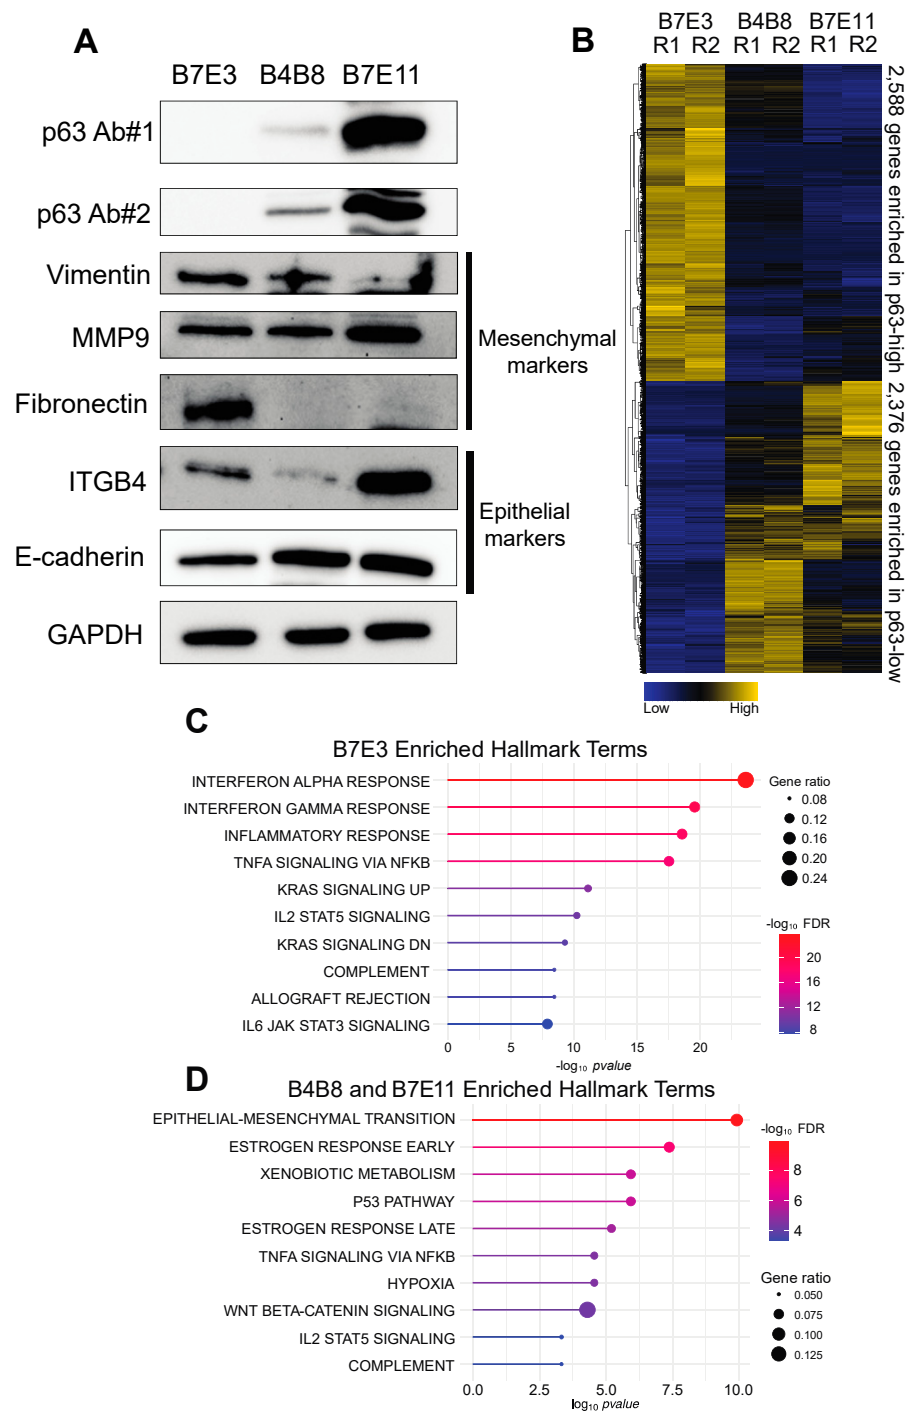 A
B7E3 B4B8 B7E11
p63 Ab#1
p63 Ab#2
Vimentin
MMP9
Fibronectin
Mesenchymal
markers
ITGB4
E-cadherin
Epithelial
markers
GAPDH
B
B7E3 B4B8 B7E11
R1 R2 R1 R2 R1 R2
2,588 genes enriched in p63-high
2,376 genes enriched in p63-low
Low High
C
B7E3 Enriched Hallmark Terms
INTERFERON ALPHA RESPONSE
INTERFERON GAMMA RESPONSE
INFLAMMATORY RESPONSE
TNFA SIGNALING VIA NFKB
KRAS SIGNALING UP
IL2 STAT5 SIGNALING
KRAS SIGNALING DN
COMPLEMENT
ALLOGRAFT REJECTION
IL6 JAK STAT3 SIGNALING
0 5 10 15 20
-log₁₀ pvalue
Gene ratio
0.08
0.12
0.16
0.20
0.24
-log₁₀ FDR
20
16
12
8
D
B4B8 and B7E11 Enriched Hallmark Terms
EPITHELIAL-MESENCHYMAL TRANSITION
ESTROGEN RESPONSE EARLY
XENOBIOTIC METABOLISM
P53 PATHWAY
ESTROGEN RESPONSE LATE
TNFA SIGNALING VIA NFKB
HYPOXIA
WNT BETA-CATENIN SIGNALING
IL2 STAT5 SIGNALING
COMPLEMENT
0.0 2.5 5.0 7.5 10.0
log₁₀ pvalue
-log₁₀ FDR
8
6
4
Gene ratio
0.050
0.075
0.100
0.125